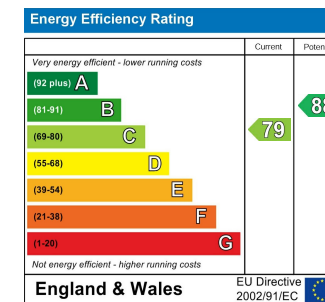 Energy Efficiency Rating
Current
Very energy efficient - lower running costs
(92 plus) A
(81-91) B
88
(69-80) C
79
(55-68) D
(39-54) E
(21-38) F
(1-20) G
Not energy efficient - higher running costs
England & Wales
EU Directive
2002/91/EC